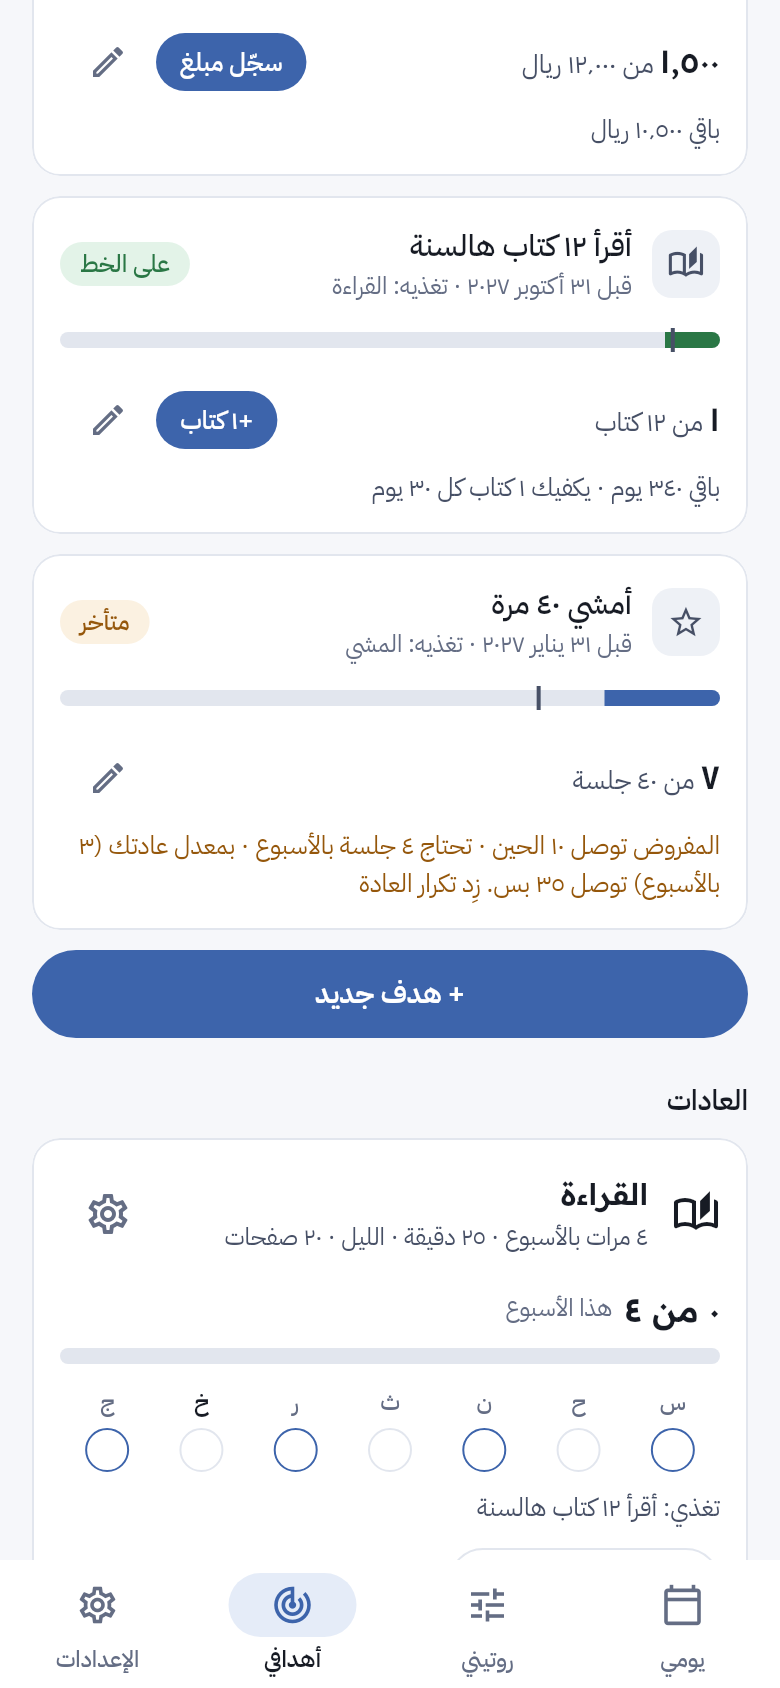 ١,٥٠٠ من ١٢,٠٠٠ ريال
سجّل مبلغ
باقي ١٠,٥٠٠ ريال
أقرأ ١٢ كتاب هالسنة
على الخط
قبل ٣١ أكتوبر ٢٠٢٧ · تغذيه: القراءة
١ من ١٢ كتاب
+١ كتاب
باقي ٣٤٠ يوم · يكفيك ١ كتاب كل ٣٠ يوم
أمشي ٤٠ مرة
متأخر
قبل ٣١ يناير ٢٠٢٧ · تغذيه: المشي
٧ من ٤٠ جلسة
المفروض توصل ١٠ الحين · تحتاج ٤ جلسة بالأسبوع · بمعدل عادتك (٣
بالأسبوع) توصل ٣٥ بس. زِد تكرار العادة
+ هدف جديد
العادات
القراءة
٤ مرات بالأسبوع · ٢٥ دقيقة · الليل · ٢٠ صفحات
٠ من ٤ هذا الأسبوع
س ح ن ث ر خ ج
تغذي: أقرأ ١٢ كتاب هالسنة
يومي
روتيني
أهدافي
الإعدادات